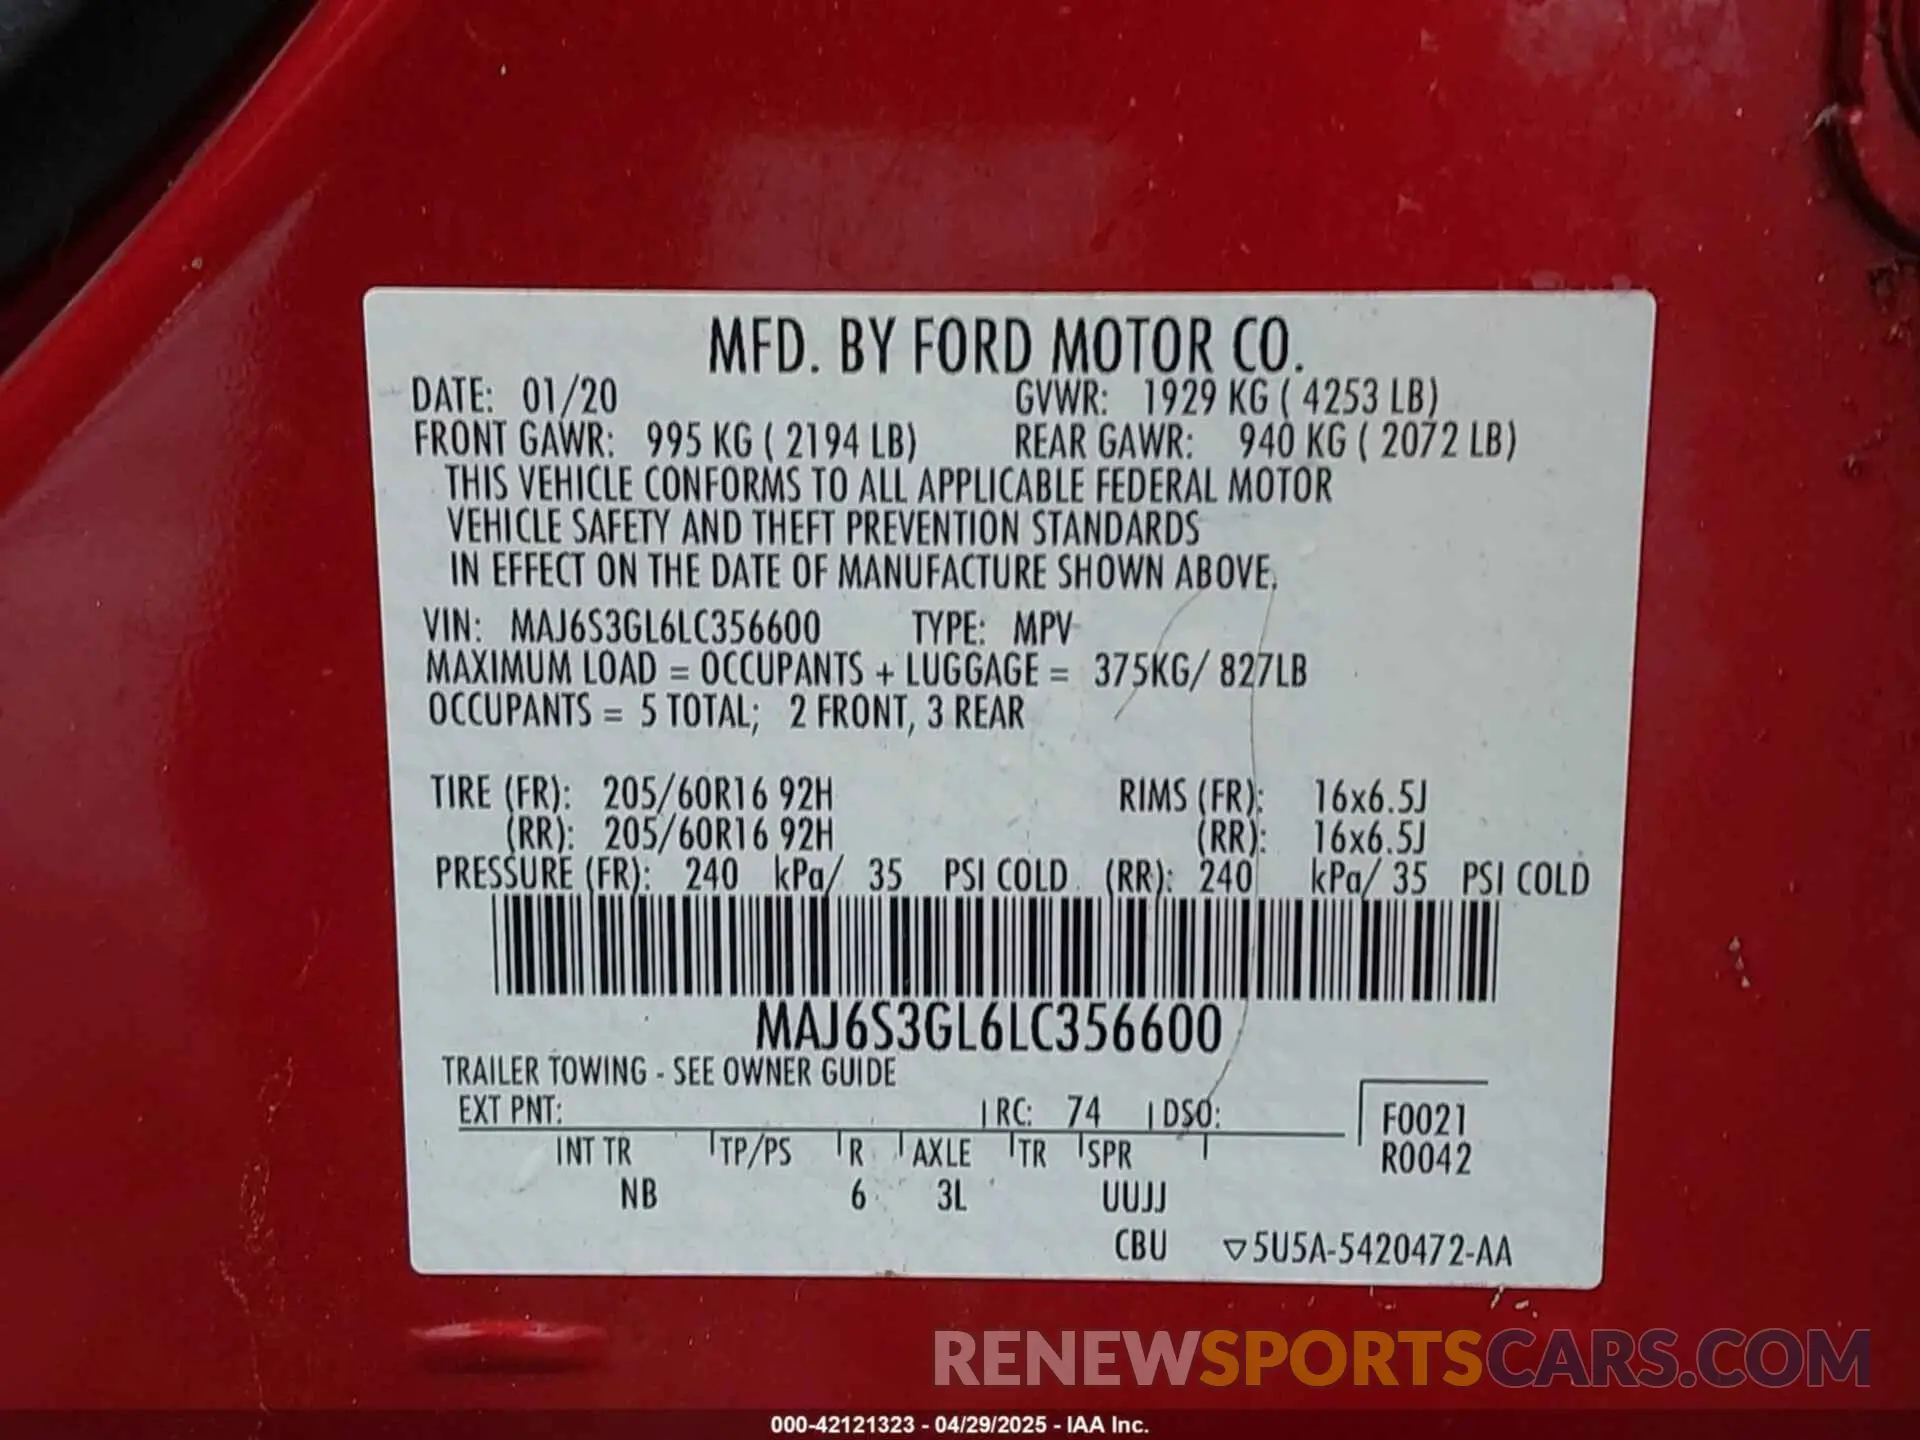 MFD. BY FORD MOTOR CO.
DATE: 01/20 GVWR: 1929 KG ( 4253 LB)
FRONT GAWR: 995 KG ( 2194 LB) REAR GAWR: 940 KG ( 2072 LB)
THIS VEHICLE CONFORMS TO ALL APPLICABLE FEDERAL MOTOR
VEHICLE SAFETY AND THEFT PREVENTION STANDARDS
IN EFFECT ON THE DATE OF MANUFACTURE SHOWN ABOVE.
VIN: MAJ6S3GL6LC356600 TYPE: MPV
MAXIMUM LOAD = OCCUPANTS + LUGGAGE = 375KG/ 827LB
OCCUPANTS = 5 TOTAL; 2 FRONT, 3 REAR
TIRE (FR): 205/60R16 92H RIMS (FR): 16x6.5J
(RR): 205/60R16 92H (RR): 16x6.5J
PRESSURE (FR): 240 kPa/ 35 PSI COLD (RR): 240 kPa/ 35 PSI COLD
MAJ6S3GL6LC356600
TRAILER TOWING - SEE OWNER GUIDE
EXT PNT: RC: 74 DSO: F0021
INT TR TP/PS R AXLE TR SPR R0042
NB 6 3L UUJJ
CBU ▽5U5A-5420472-AA
RENEWSPORTSCARS.COM
000-42121323 - 04/29/2025 - IAA Inc.